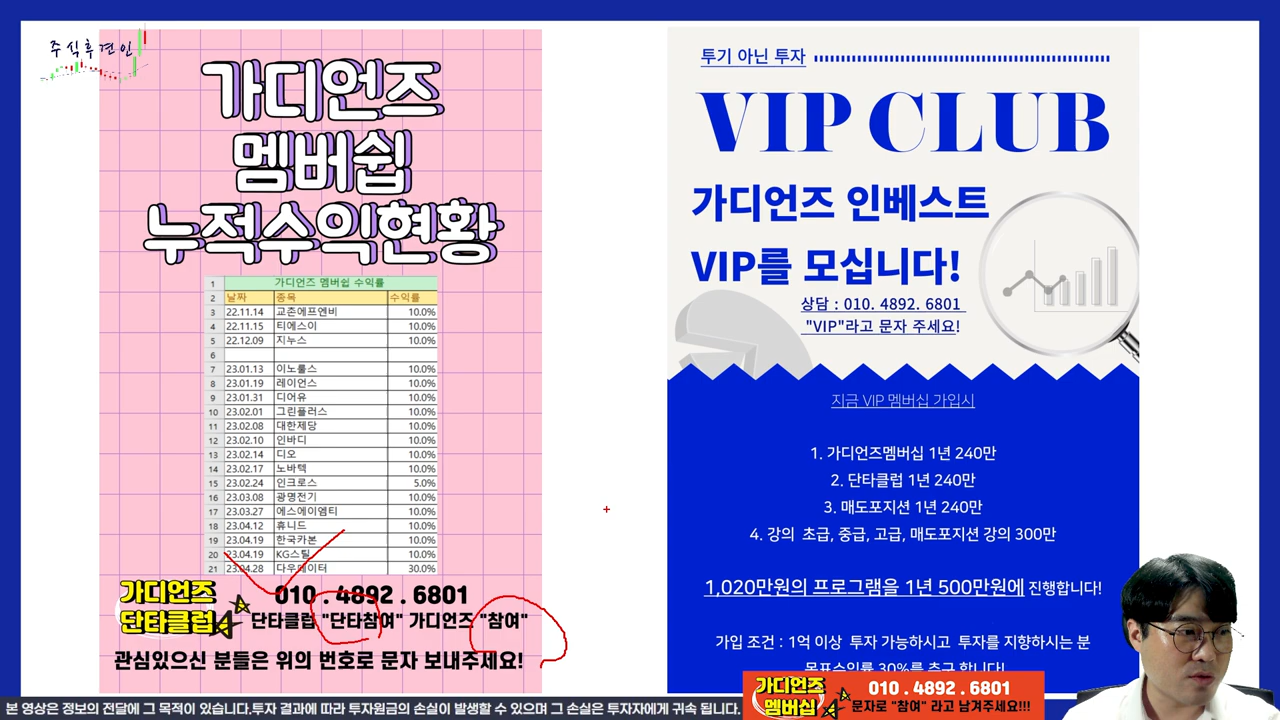 주식후견인
가디언즈
멤버쉽
누적수익현황
1 가디언즈 멤버쉽 수익률
2 날짜 종목 수익률
3 22.11.14 교촌에프엔비 10.0%
4 22.11.15 티에스이 10.0%
5 22.12.09 지누스 10.0%
6
7 23.01.13 이노룰스 10.0%
8 23.01.19 레이언스 10.0%
9 23.01.31 디어유 10.0%
10 23.02.01 그린플러스 10.0%
11 23.02.08 대한제당 10.0%
12 23.02.10 인바디 10.0%
13 23.02.14 디오 10.0%
14 23.02.17 노바텍 10.0%
15 23.02.24 인크로스 5.0%
16 23.03.08 광명전기 10.0%
17 23.03.27 에스에이엠티 10.0%
18 23.04.12 휴니드 10.0%
19 23.04.19 한국카본 10.0%
20 23.04.19 KG스틸 10.0%
21 23.04.28 다우데이터 30.0%
가디언즈
단타클럽
010 . 4892 . 6801
단타클럽 "단타참여" 가디언즈 "참여"
관심있으신 분들은 위의 번호로 문자 보내주세요!
투기 아닌 투자
VIP CLUB
가디언즈 인베스트
VIP를 모십니다!
상담 : 010. 4892. 6801
"VIP"라고 문자 주세요!
지금 VIP 멤버십 가입시
1. 가디언즈멤버십 1년 240만
2. 단타클럽 1년 240만
3. 매도포지션 1년 240만
4. 강의 초급, 중급, 고급, 매도포지션 강의 300만
1,020만원의 프로그램을 1년 500만원에 진행합니다!
가입 조건 : 1억 이상 투자 가능하시고 투자를 지향하시는 분
목표수익률 30%를 추구 합니다!
가디언즈
멤버쉽
010 . 4892 . 6801
문자로 "참여" 라고 남겨주세요!!!
본 영상은 정보의 전달에 그 목적이 있습니다.투자 결과에 따라 투자원금의 손실이 발생할 수 있으며 그 손실은 투자자에게 귀속 됩니다.